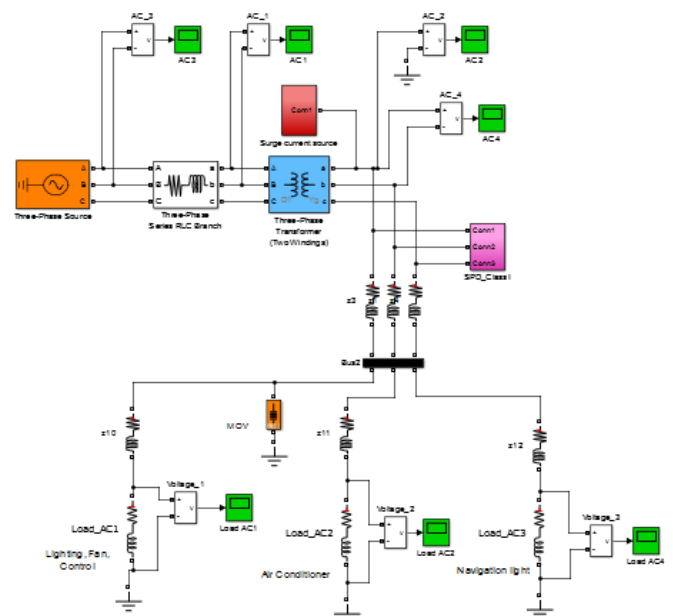 AC_3
AC3
AC_1
AC1
AC_2
AC2
AC_4
AC4
Conn1
Surge current source
A
B
C
Three-Phase Source
A
B
C
a
b
c
Three-Phase
Series RLC Branch
A
B
C
a
b
c
Three-Phase
Transformer
(Two Windings)
Conn1
Conn2
Conn3
SPD_Class I
z3
Bus2
z10
MOV
z11
z12
Voltage_1
Load AC1
Load_AC1
Lighting, Fan,
Control
Voltage_2
Load AC2
Load_AC2
Air Conditioner
Voltage_3
Load AC4
Load_AC3
Navigation light